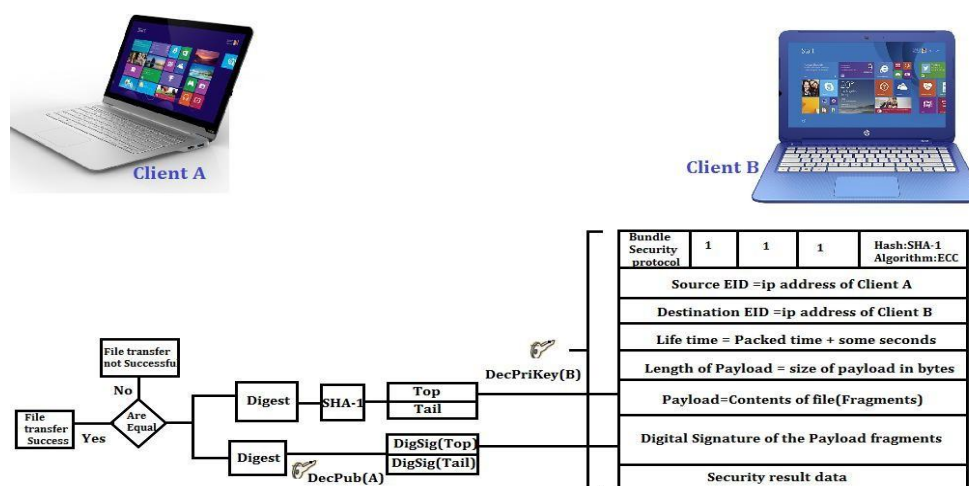 Start
Start
Client A
Client B
Bundle
Security
protocol
1
1
1
Hash:SHA-1
Algorithm:ECC
Source EID =ip address of Client A
Destination EID =ip address of Client B
Life time = Packed time + some seconds
Length of Payload = size of payload in bytes
Payload=Contents of file(Fragments)
Digital Signature of the Payload fragments
Security result data
DecPriKey(B)
File transfer
not Successfu
No
Are
Equal
Yes
File
transfer
Success
Digest
SHA-1
Top
Tail
Digest
DecPub(A)
DigSig(Top)
DigSig(Tail)